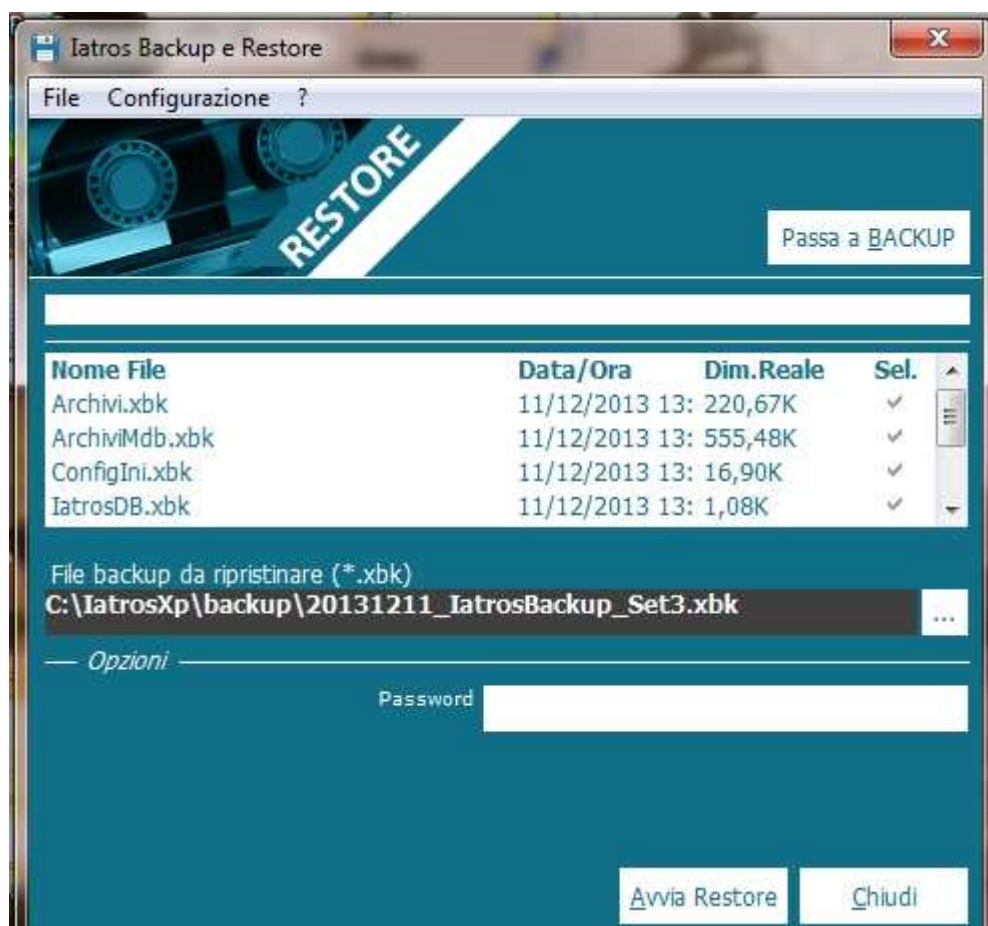 Iatros Backup e Restore
File Configurazione ?
RESTORE
Passa a BACKUP
Nome File Data/Ora Dim.Reale Sel.
Archivi.xbk 11/12/2013 13: 220,67K
ArchiviMdb.xbk 11/12/2013 13: 555,48K
ConfigIni.xbk 11/12/2013 13: 16,90K
IatrosDB.xbk 11/12/2013 13: 1,08K
File backup da ripristinare (*.xbk)
C:\IatrosXp\backup\20131211_IatrosBackup_Set3.xbk ...
Opzioni
Password
Avvia Restore Chiudi